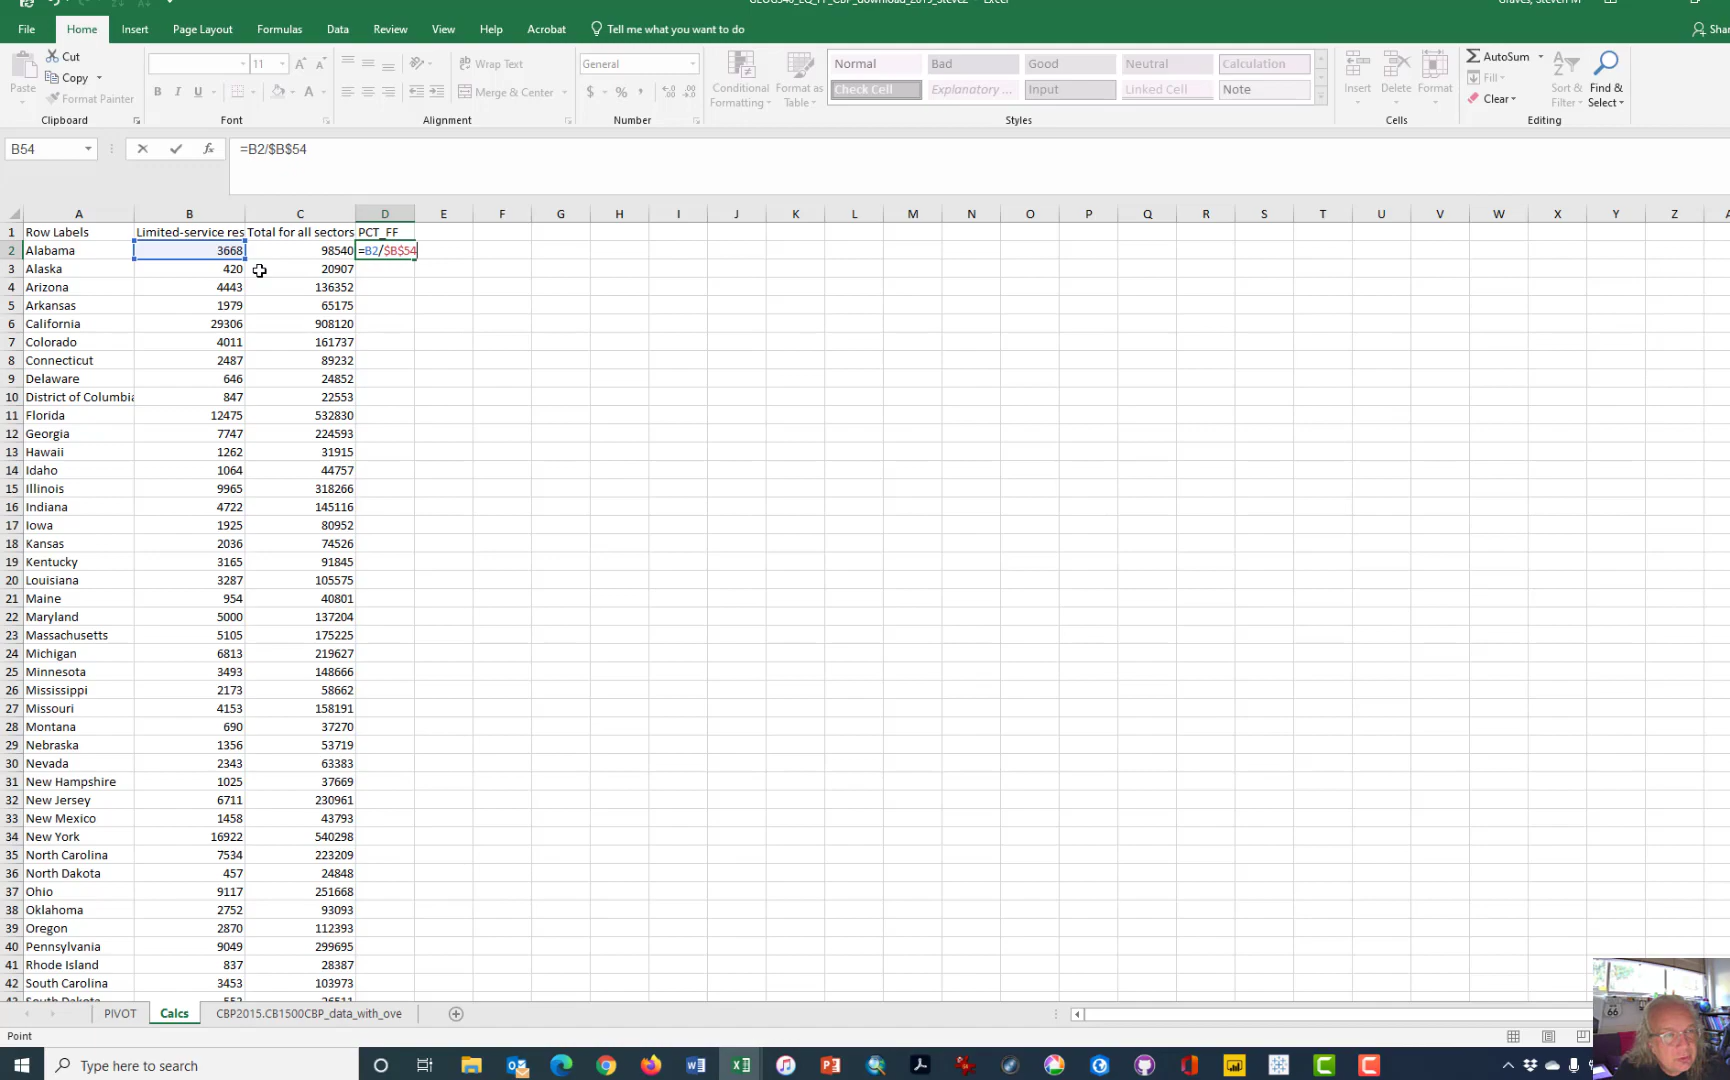 File Home Insert Page Layout Formulas Data Review View Help Acrobat Tell me what you want to do
Paste Cut Copy Format Painter Clipboard
11 B I U Font
Wrap Text Merge & Center Alignment
General $ % , Number
Conditional Formatting Format as Table
Normal Bad Good Neutral Calculation
Check Cell Explanatory ... Input Linked Cell Note
Styles
Insert Delete Format Cells
AutoSum Fill Clear Sort & Filter Find & Select Editing
B54 fx =B2/$B$54
A B C D E F G H I J K L M N O P Q R S T U V W X Y Z
1 Row Labels Limited-service res Total for all sectors PCT_FF
2 Alabama 3668 98540 =B2/$B$54
3 Alaska 420 20907
4 Arizona 4443 136352
5 Arkansas 1979 65175
6 California 29306 908120
7 Colorado 4011 161737
8 Connecticut 2487 89232
9 Delaware 646 24852
10 District of Columbia 847 22553
11 Florida 12475 532830
12 Georgia 7747 224593
13 Hawaii 1262 31915
14 Idaho 1064 44757
15 Illinois 9965 318266
16 Indiana 4722 145116
17 Iowa 1925 80952
18 Kansas 2036 74526
19 Kentucky 3165 91845
20 Louisiana 3287 105575
21 Maine 954 40801
22 Maryland 5000 137204
23 Massachusetts 5105 175225
24 Michigan 6813 219627
25 Minnesota 3493 148666
26 Mississippi 2173 58662
27 Missouri 4153 158191
28 Montana 690 37270
29 Nebraska 1356 53719
30 Nevada 2343 63383
31 New Hampshire 1025 37669
32 New Jersey 6711 230961
33 New Mexico 1458 43793
34 New York 16922 540298
35 North Carolina 7534 223209
36 North Dakota 457 24848
37 Ohio 9117 251668
38 Oklahoma 2752 93093
39 Oregon 2870 112393
40 Pennsylvania 9049 299695
41 Rhode Island 837 28387
42 South Carolina 3453 103973
PIVOT Calcs CBP2015.CB1500CBP_data_with_ove
Point
Type here to search